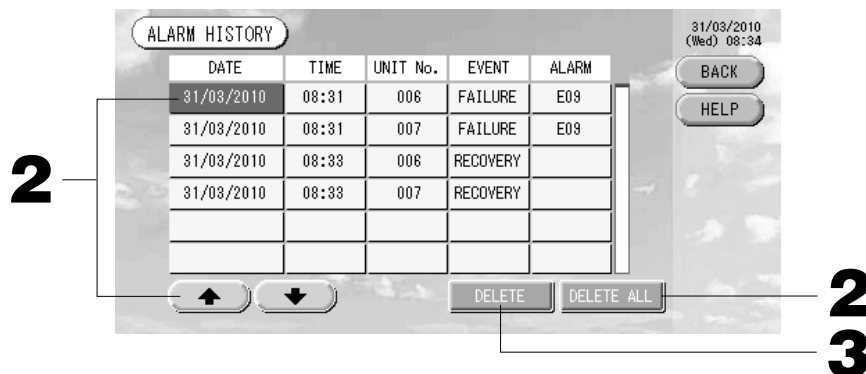 ALARM HISTORY
31/03/2010
(Wed) 08:34
BACK
HELP
DATE TIME UNIT No. EVENT ALARM
31/03/2010 08:31 006 FAILURE E09
31/03/2010 08:31 007 FAILURE E09
31/03/2010 08:33 006 RECOVERY
31/03/2010 08:33 007 RECOVERY
DELETE DELETE ALL
2
2
3